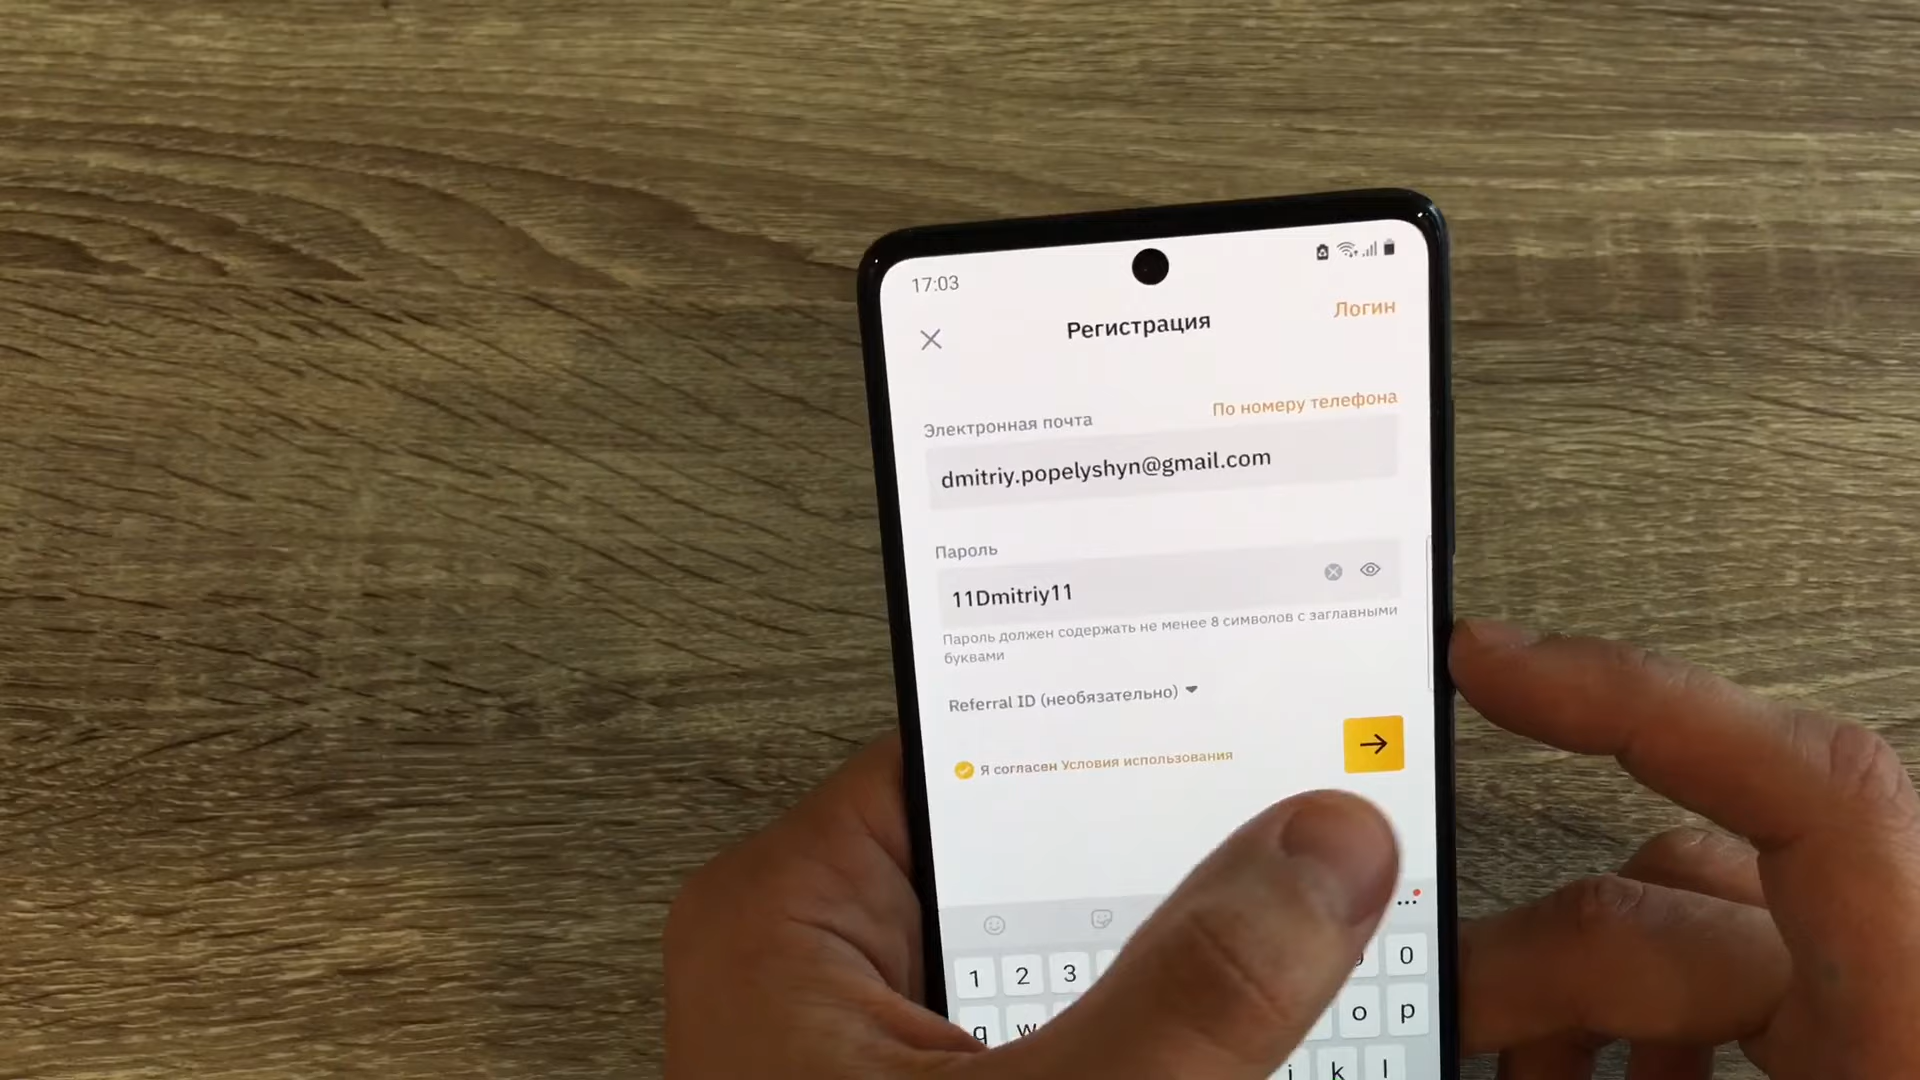 17:03
Регистрация
Логин
Электронная почта
По номеру телефона
dmitriy.popelyshyn@gmail.com
Пароль
11Dmitriy11
Пароль должен содержать не менее 8 символов с заглавными
буквами
Referral ID (необязательно)
Я согласен Условия использования
1 2 3 0
q w o p
j k l